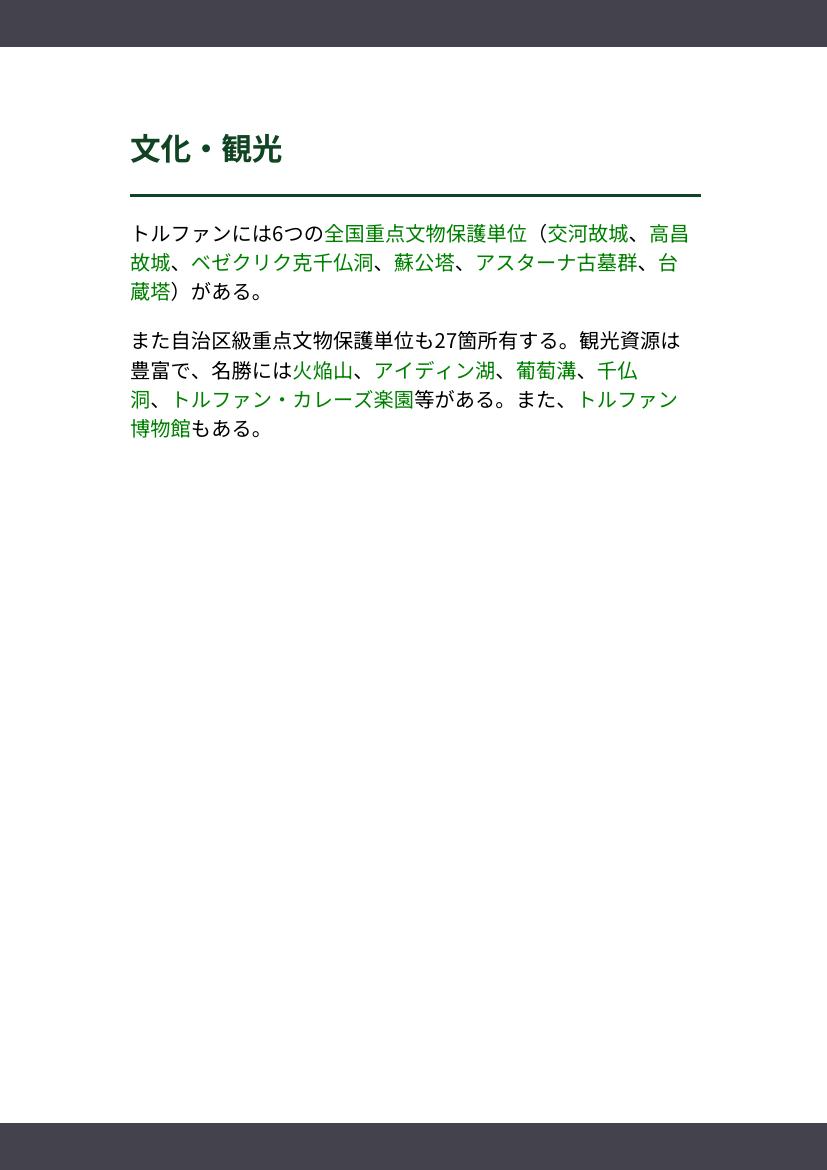 文化・観光
トルファンには6つの全国重点文物保護単位（交河故城、高昌
故城、ベゼクリク克千仏洞、蘇公塔、アスターナ古墓群、台
蔵塔）がある。
また自治区級重点文物保護単位も27箇所有する。観光資源は
豊富で、名勝には火焔山、アイディン湖、葡萄溝、千仏
洞、トルファン・カレーズ楽園等がある。また、トルファン
博物館もある。